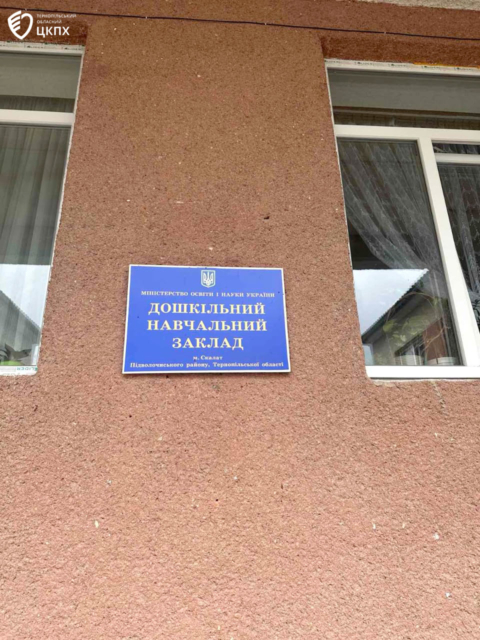 ТЕРНОПІЛЬСЬКИЙ
ОБЛАСНИЙ
ЦКПХ
МІНІСТЕРСТВО ОСВІТИ І НАУКИ УКРАЇНИ
ДОШКІЛЬНИЙ
НАВЧАЛЬНИЙ
ЗАКЛАД
м. Скалат
Підволочиського району, Тернопільської області